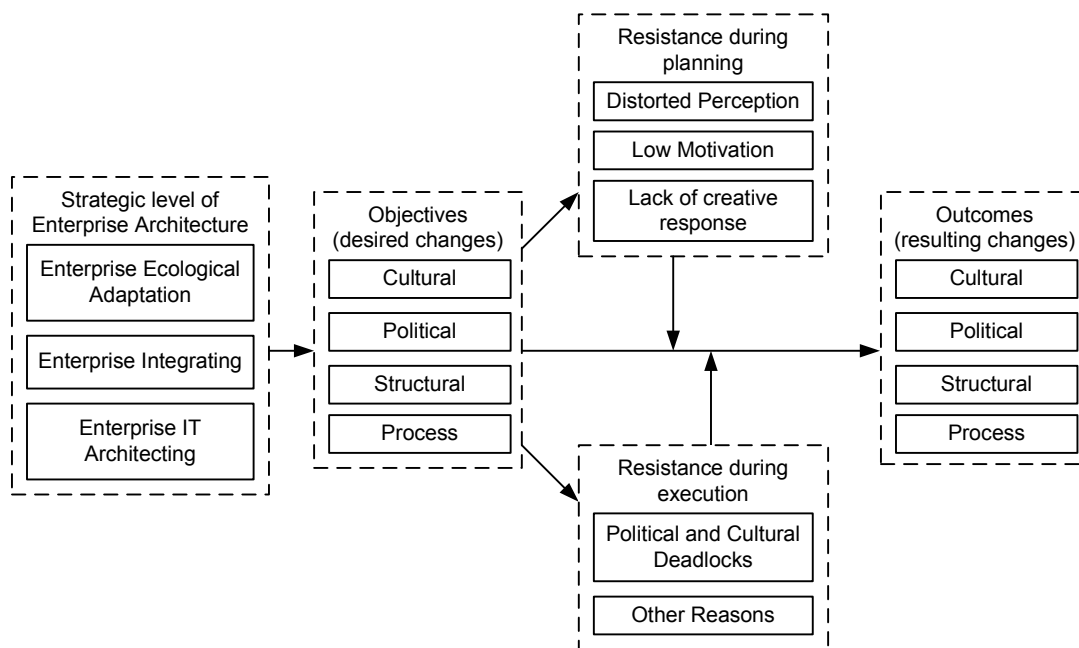 Strategic level of
Enterprise Architecture
Enterprise Ecological
Adaptation
Enterprise Integrating
Enterprise IT
Architecting
Objectives
(desired changes)
Cultural
Political
Structural
Process
Resistance during
planning
Distorted Perception
Low Motivation
Lack of creative
response
Resistance during
execution
Political and Cultural
Deadlocks
Other Reasons
Outcomes
(resulting changes)
Cultural
Political
Structural
Process